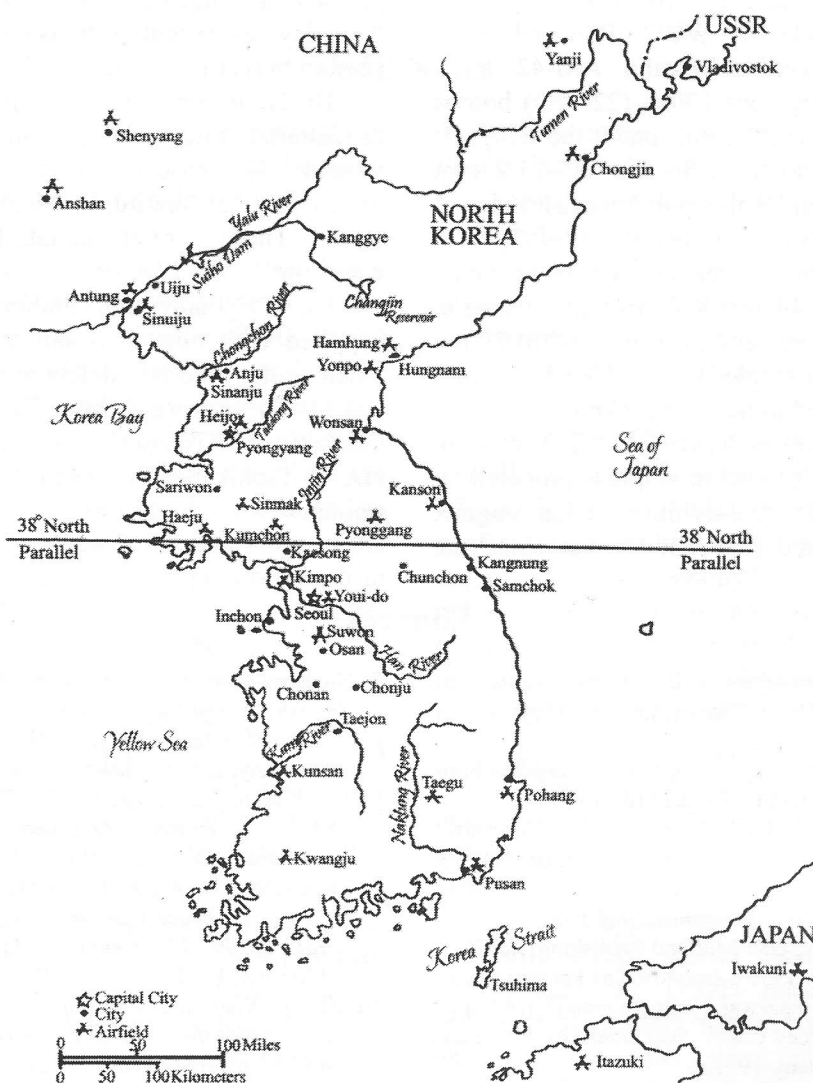 CHINA
USSR
Yanji
Vladivostok
Tumen River
Shenyang
Chongjin
Anshan
Yalu River
NORTH
KOREA
Kanggye
Suiho Dam
Uiju
Antung
Sinuiju
Changjin
Reservoir
Chongchon River
Hamhung
Hungnam
Yonpo
Anju
Sinanju
Korea Bay
Heijo
Taedong River
Pyongyang
Wonsan
Sea of
Japan
Imjin River
Sariwon
Sinmak
Kanson
Haeju
Kumchon
Pyonggang
38° North
Parallel
38° North
Parallel
Kaesong
Kangnung
Kimpo
Chunchon
Samchok
Youi-do
Seoul
Inchon
Suwon
Osan
Han River
Chonan
Chonju
Yellow Sea
Kum River
Taejon
Kunsan
Naktung River
Taegu
Pohang
Kwangju
Pusan
JAPAN
Korea Strait
Iwakuni
Tsuhima
Itazuki
Capital City
City
Airfield
0 50 100 Miles
0 50 100 Kilometers